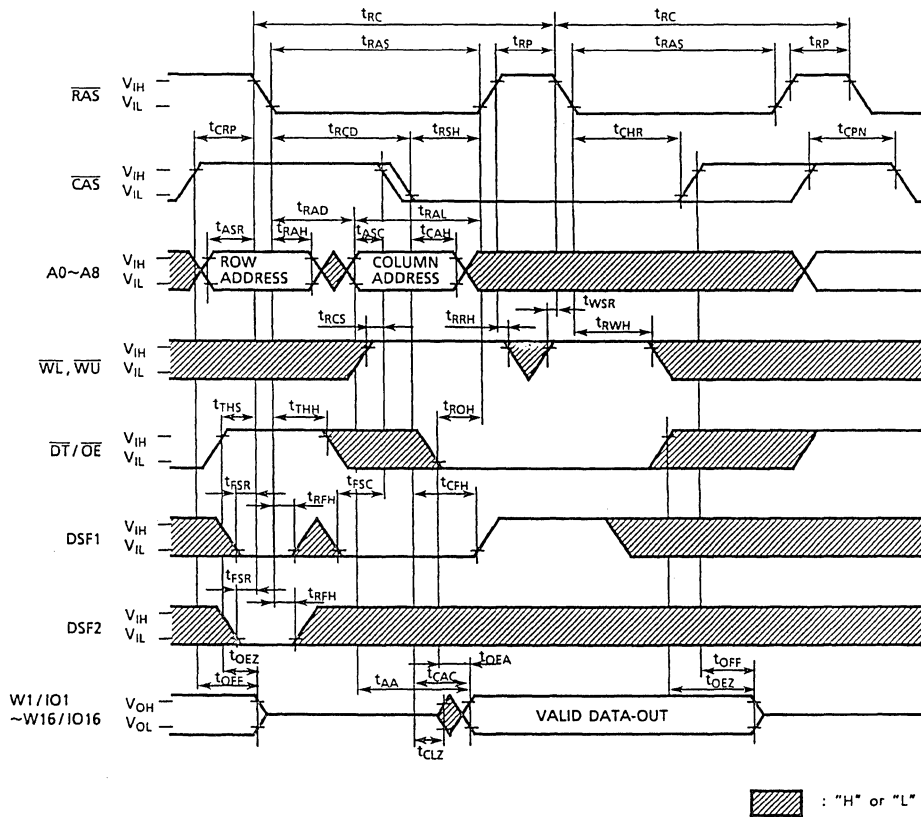 tRC tRC
tRAS tRP tRAS tRP
RAS VIH
VIL
tCRP tRCD tRSH tCHR tCPN
CAS VIH
VIL
tRAD tRAL
tASR tRAH tASC tCAH
A0~A8 VIH
VIL
ROW ADDRESS
COLUMN ADDRESS
tWSR
tRCS tRRH tRWH
WL, WU VIH
VIL
tROH
tTHS tTHH
DT/OE VIH
VIL
tFSR tRFH tFSC tCFH
DSF1 VIH
VIL
tFSR tRFH
DSF2 VIH
VIL
tOEZ tOEA tOFF
tOFF tAA tCAC tOEZ
W1/IO1
~W16/IO16
VOH
VOL
VALID DATA-OUT
tCLZ
: "H" or "L"